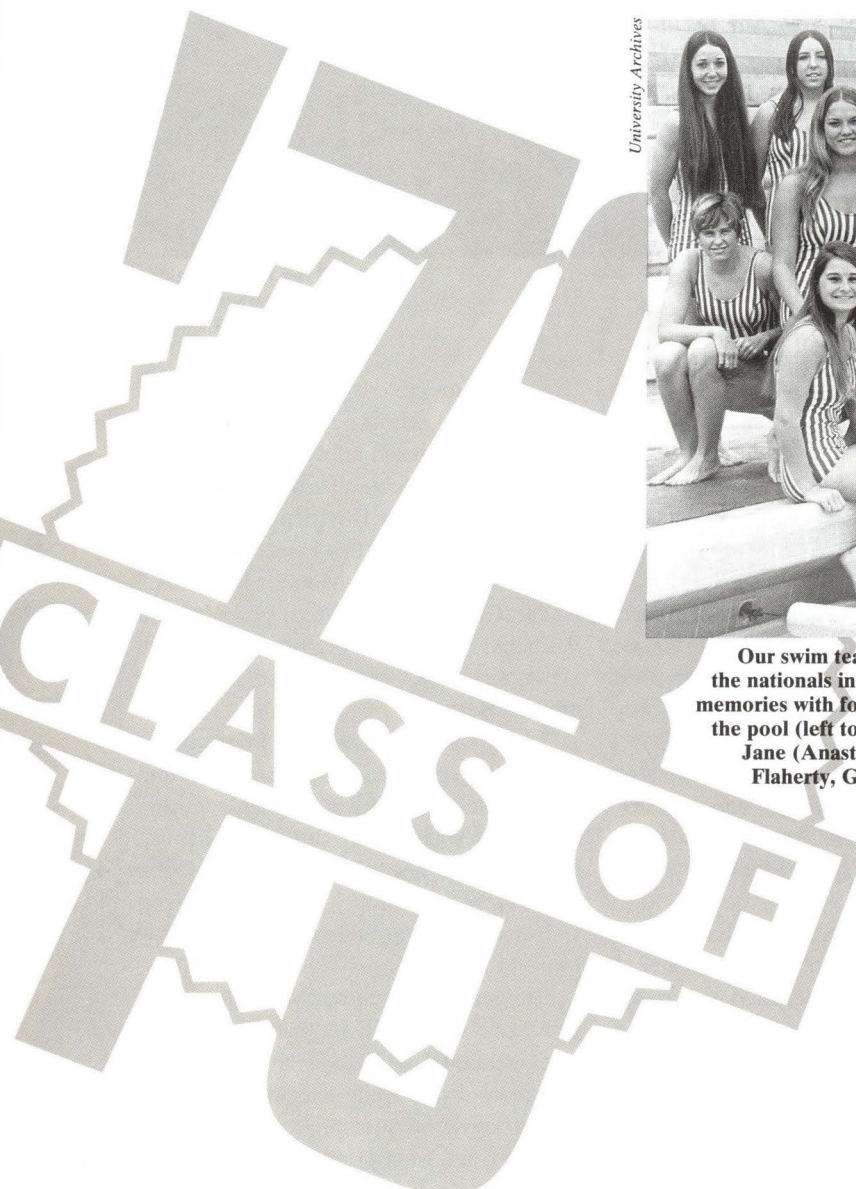 University Archives
'73
CLASS OF
Our swim tea
the nationals in
memories with fo
the pool (left to
Jane (Anast
Flaherty, G